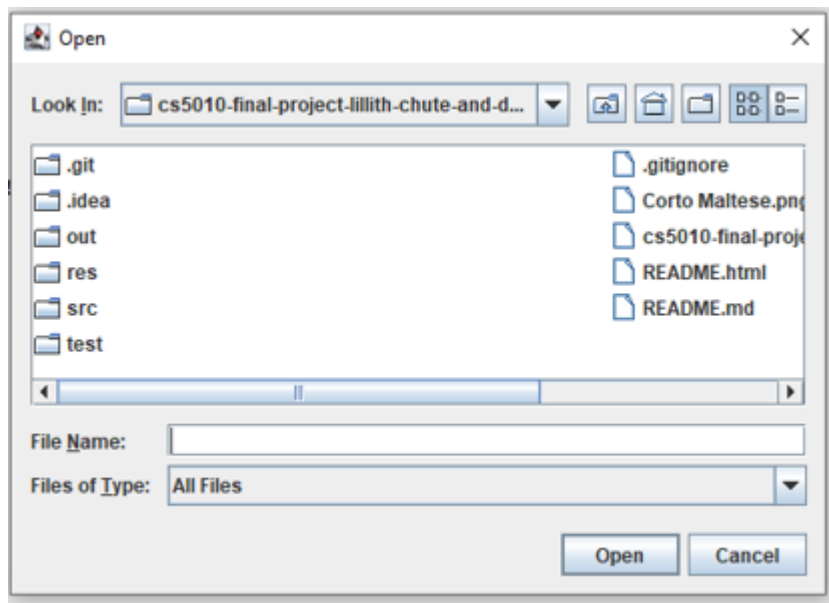 Open
Look In: cs5010-final-project-lillith-chute-and-d...
.git
.idea
out
res
src
test
.gitignore
Corto Maltese.png
cs5010-final-proje
README.html
README.md
File Name:
Files of Type: All Files
Open Cancel